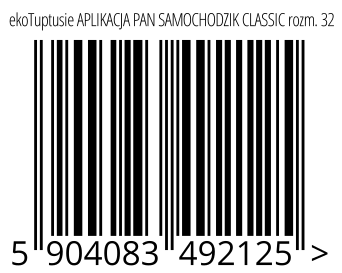 ekoTuptusie APLIKACJA PAN SAMOCHODZIK CLASSIC rozm. 32
5 904083 492125 >